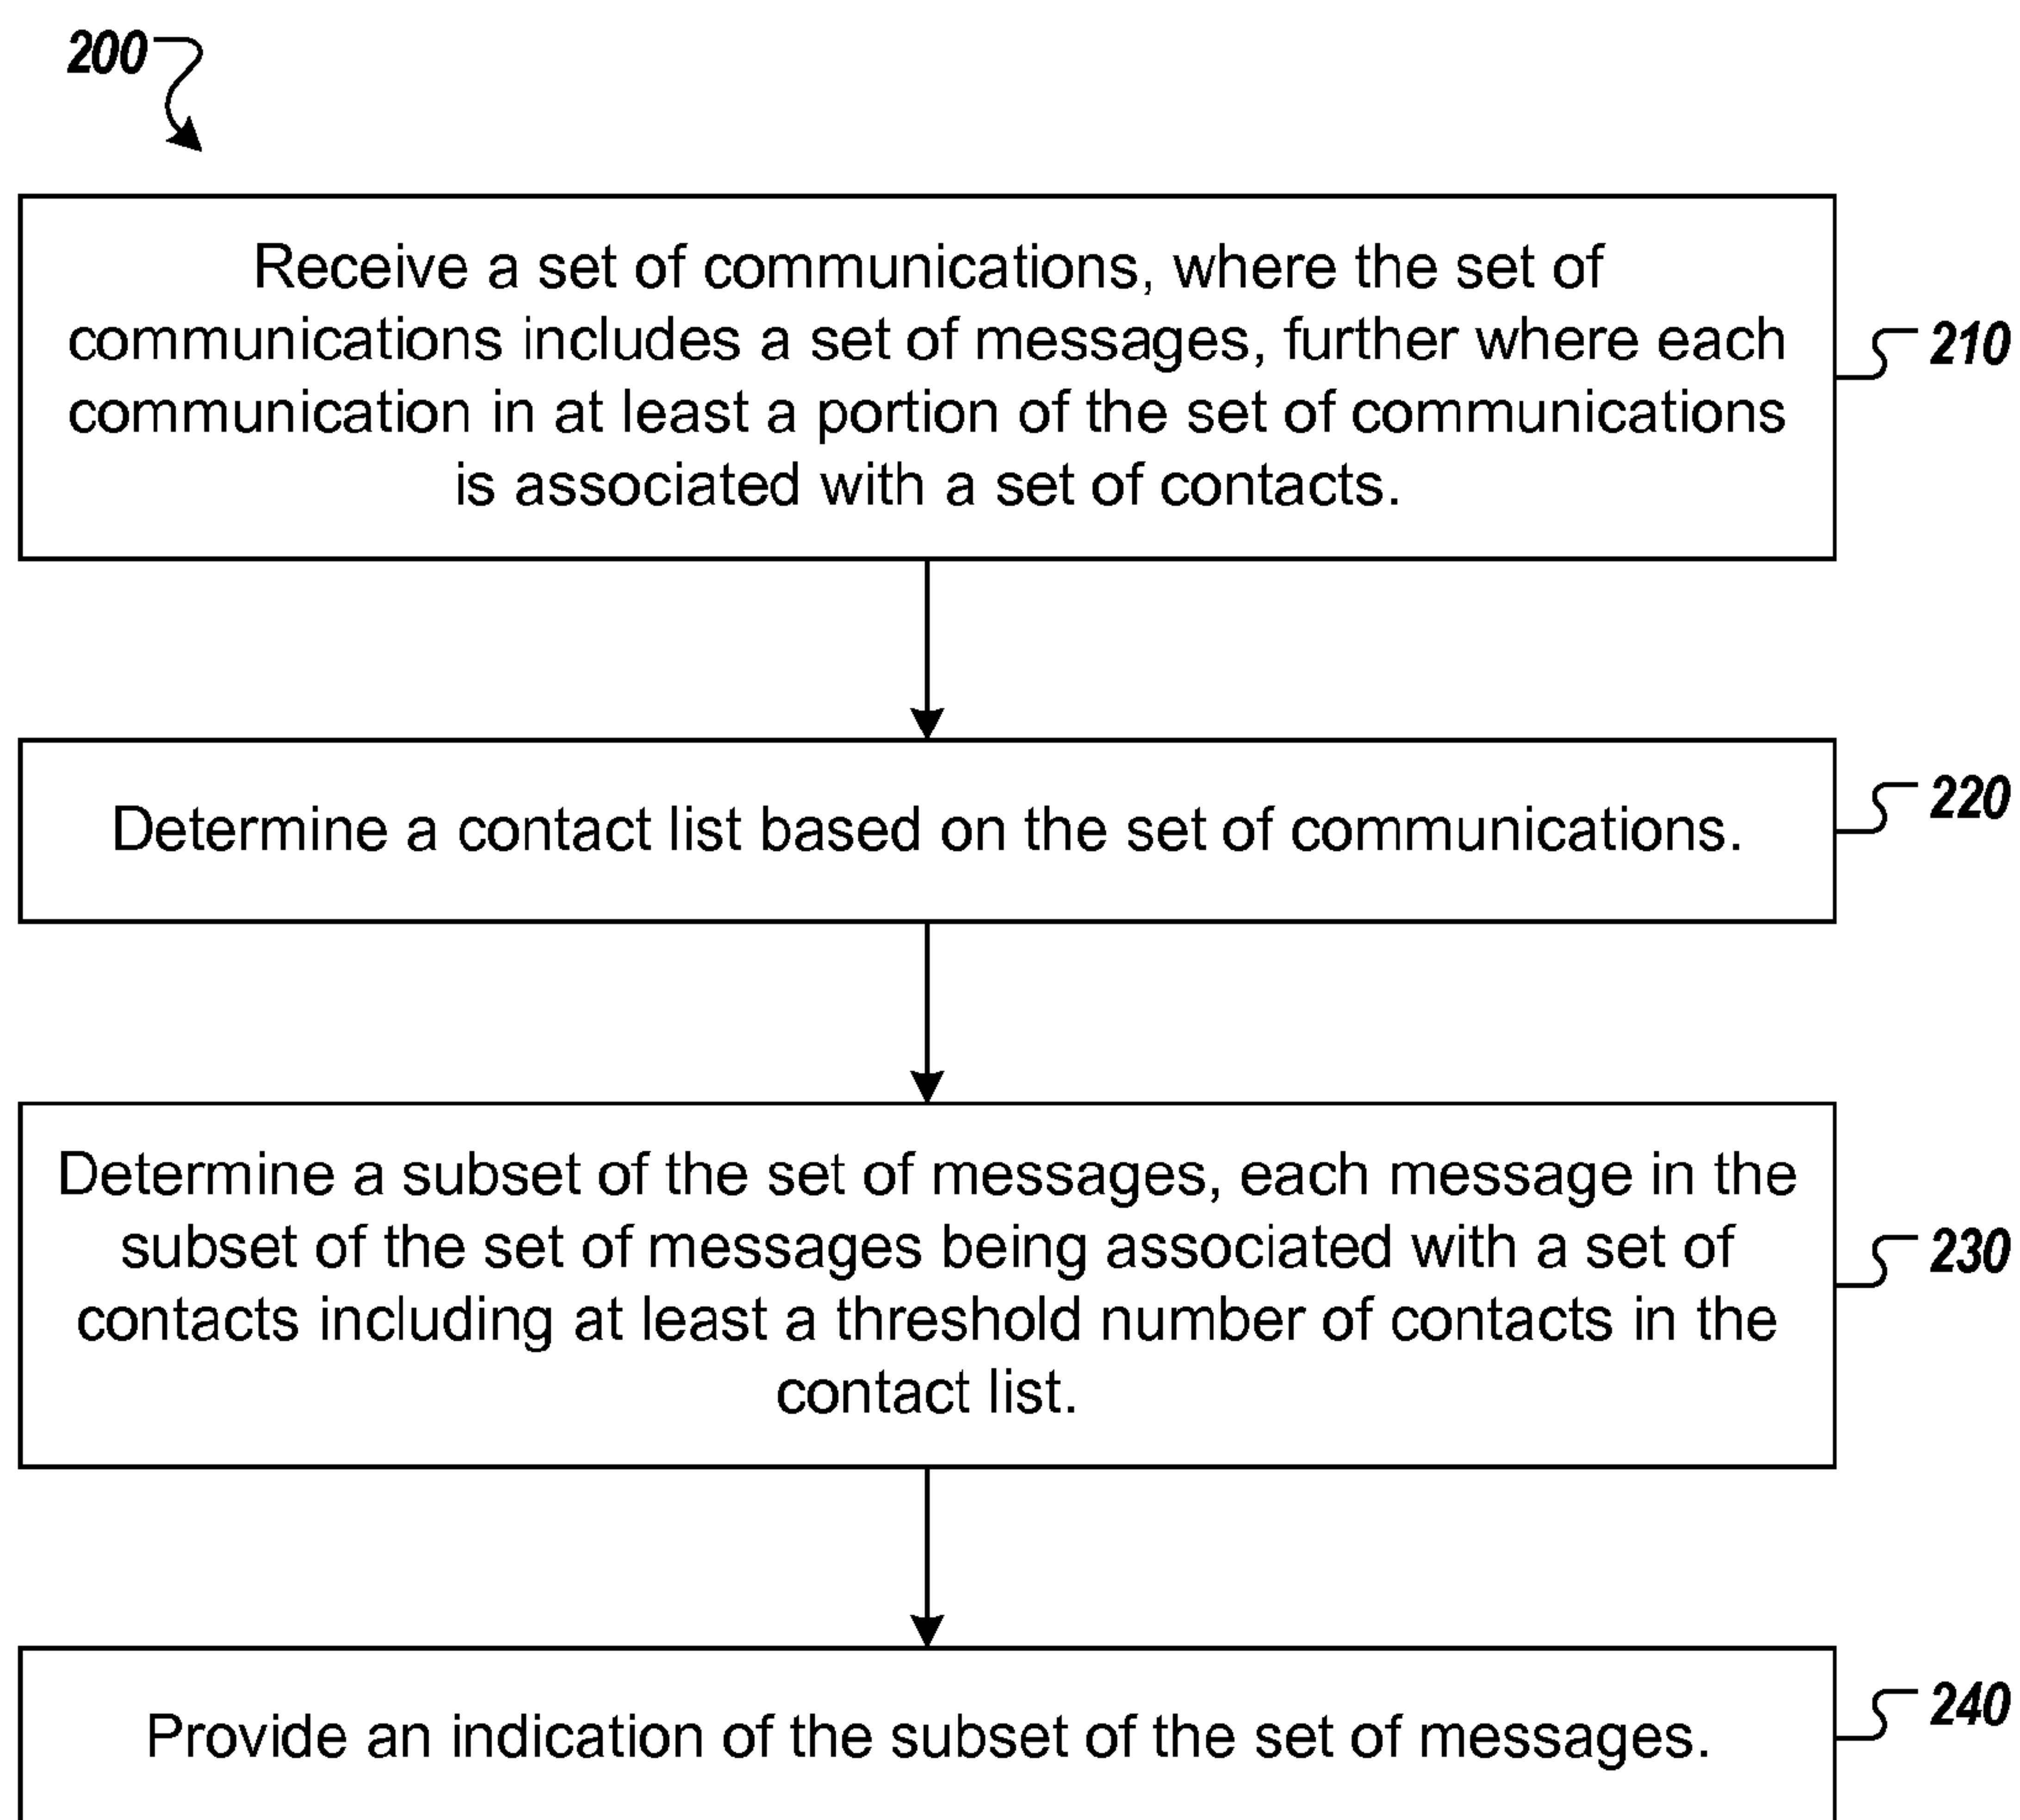 200
Receive a set of communications, where the set of
communications includes a set of messages, further where each
communication in at least a portion of the set of communications
is associated with a set of contacts.
210
Determine a contact list based on the set of communications.
220
Determine a subset of the set of messages, each message in the
subset of the set of messages being associated with a set of
contacts including at least a threshold number of contacts in the
contact list.
230
Provide an indication of the subset of the set of messages.
240